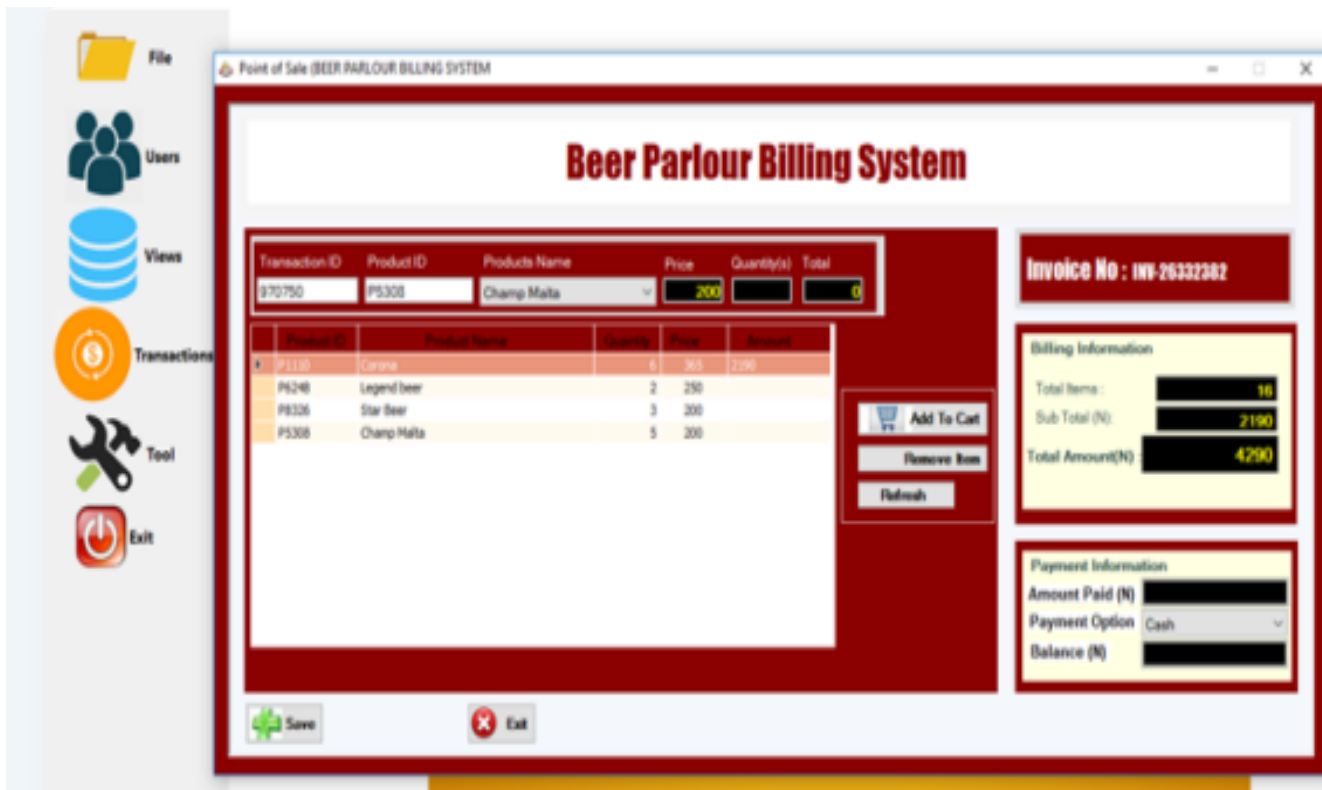 File
Users
Views
Transactions
Tool
Exit
Point of Sale (BEER PARLOUR BILLING SYSTEM
Beer Parlour Billing System
Transaction ID Product ID Products Name Price Quantity(s) Total
970750 P5308 Champ Malta 200 0
Product ID Product Name Quantity Price Amount
P1110 Corona 6 365 2190
P6248 Legend beer 2 250
P8326 Star Beer 3 200
P5308 Champ Malta 5 200
Add To Cart
Remove Item
Refresh
Invoice No : INV-26332382
Billing Information
Total Items : 16
Sub Total (N): 2190
Total Amount(N) : 4290
Payment Information
Amount Paid (N)
Payment Option Cash
Balance (N)
Save
Exit